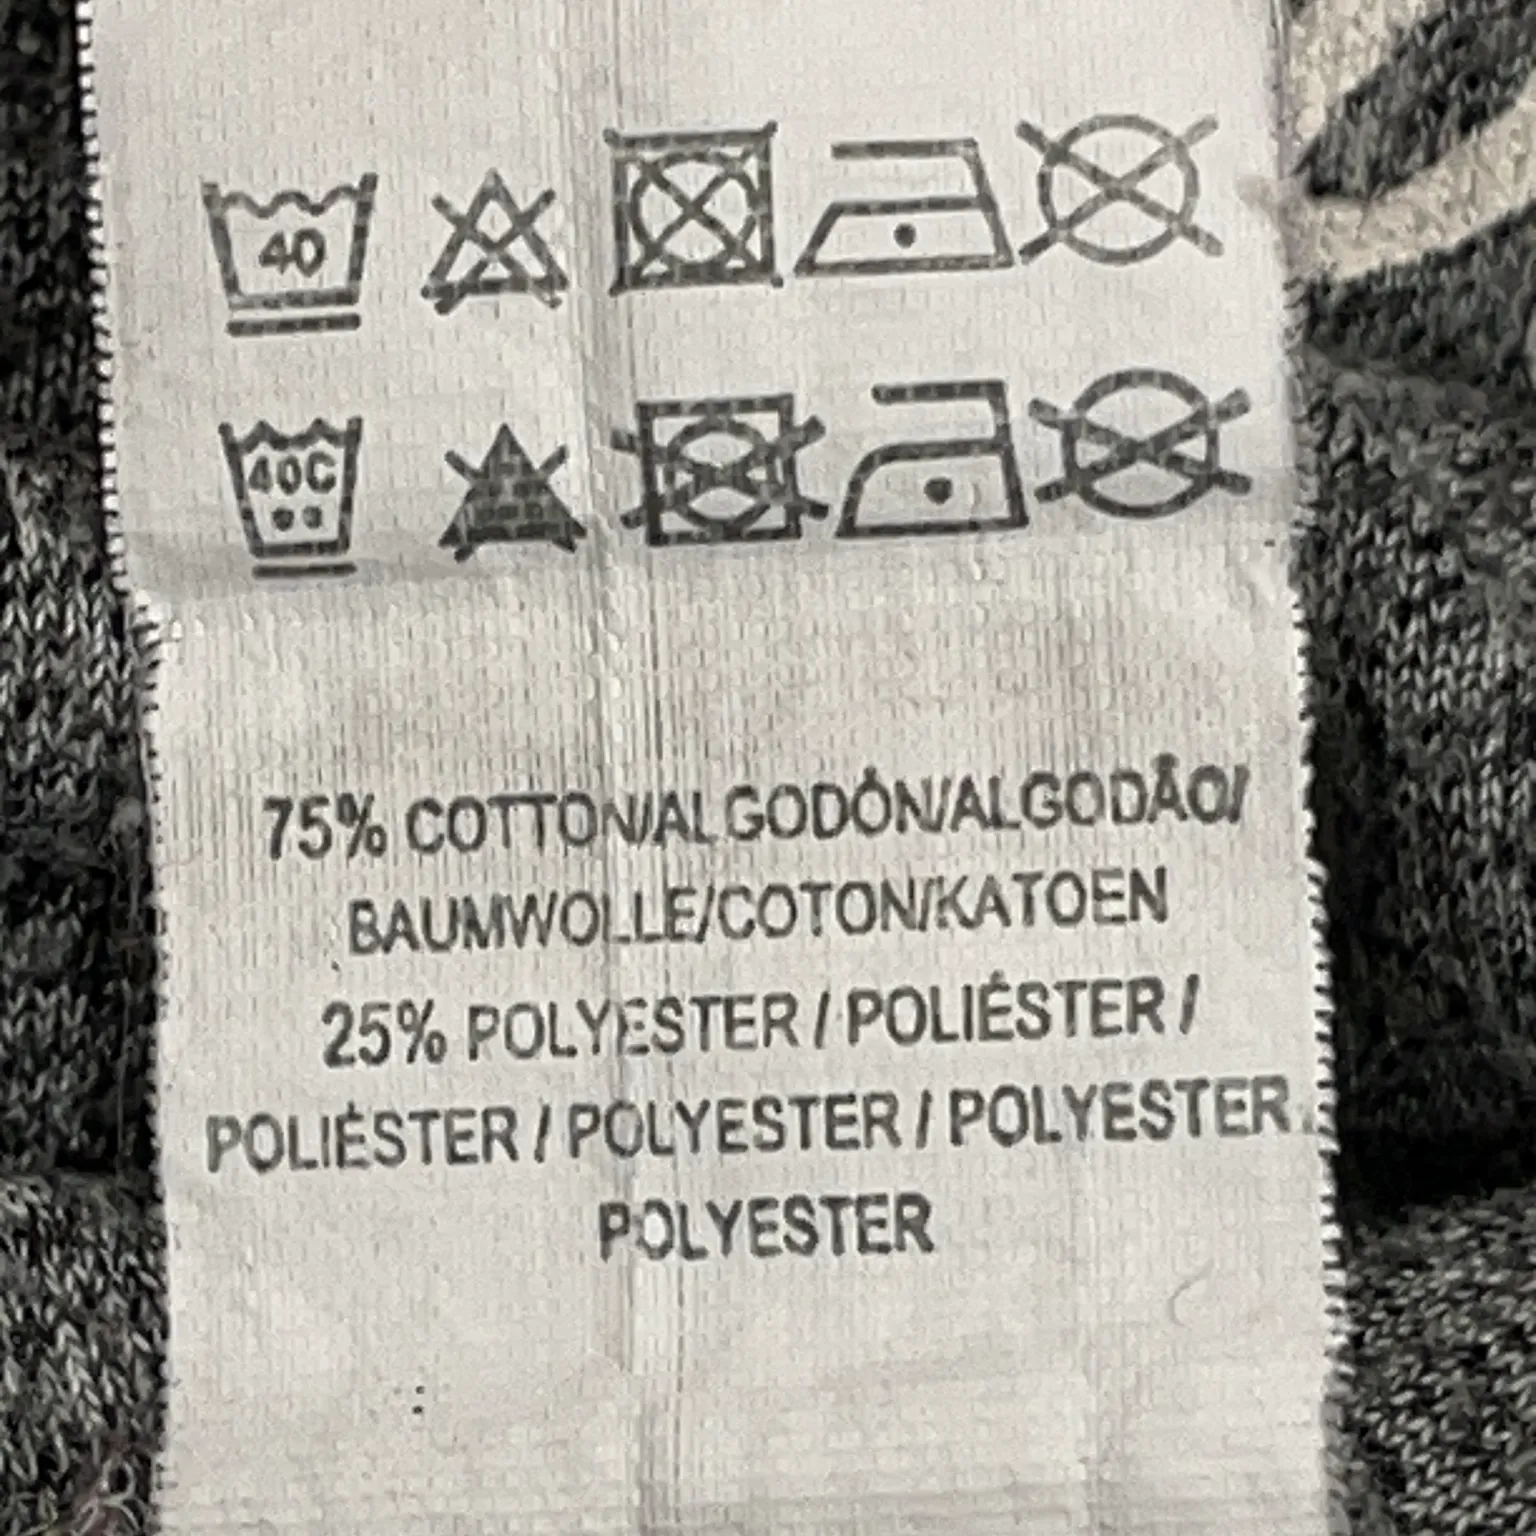 40
40C
75% COTTON/ALGODÓN/ALGODÃO/
BAUMWOLLE/COTON/KATOEN
25% POLYESTER / POLIÉSTER /
POLIÉSTER / POLYESTER / POLYESTER
POLYESTER